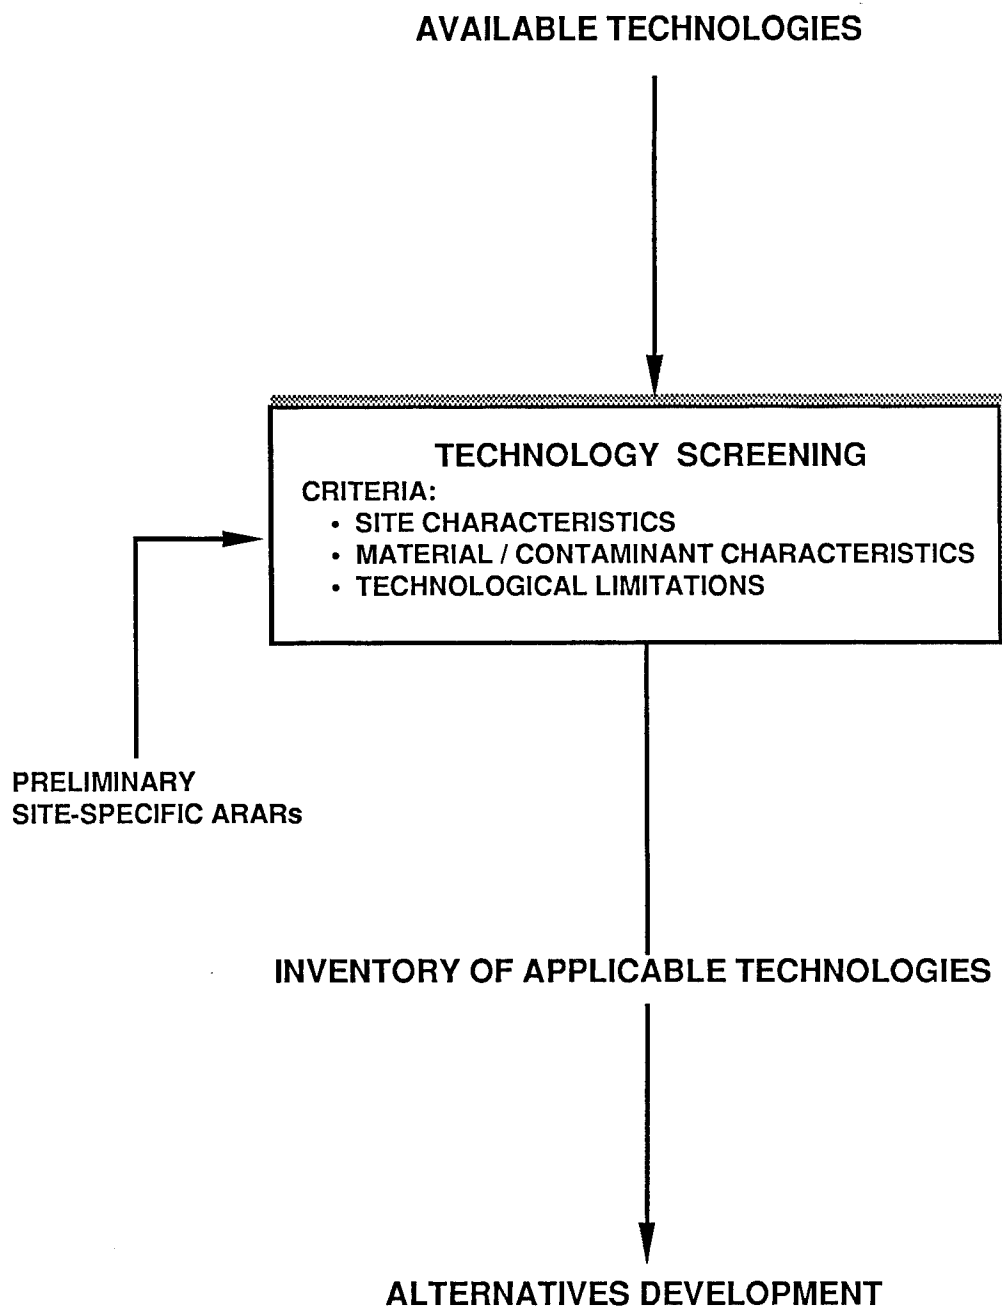 AVAILABLE TECHNOLOGIES
TECHNOLOGY SCREENING
CRITERIA:
• SITE CHARACTERISTICS
• MATERIAL / CONTAMINANT CHARACTERISTICS
• TECHNOLOGICAL LIMITATIONS
PRELIMINARY
SITE-SPECIFIC ARARs
INVENTORY OF APPLICABLE TECHNOLOGIES
ALTERNATIVES DEVELOPMENT